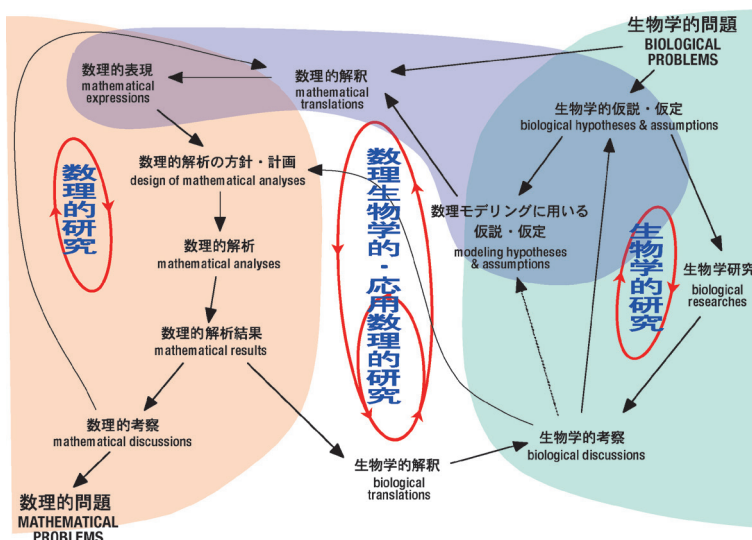 生物学的問題
BIOLOGICAL
PROBLEMS
数理的表現
mathematical
expressions
数理的解釈
mathematical
translations
生物学的仮説・仮定
biological hypotheses & assumptions
数理的解析の方針・計画
design of mathematical analyses
数理モデリングに用いる
仮説・仮定
modeling hypotheses
& assumptions
数理的研究
数理生物学的・応用数理的研究
生物学的研究
数理的解析
mathematical analyses
生物学研究
biological
researches
数理的解析結果
mathematical results
数理的考察
mathematical discussions
生物学的考察
biological discussions
生物学的解釈
biological
translations
数理的問題
MATHEMATICAL
PROBLEMS